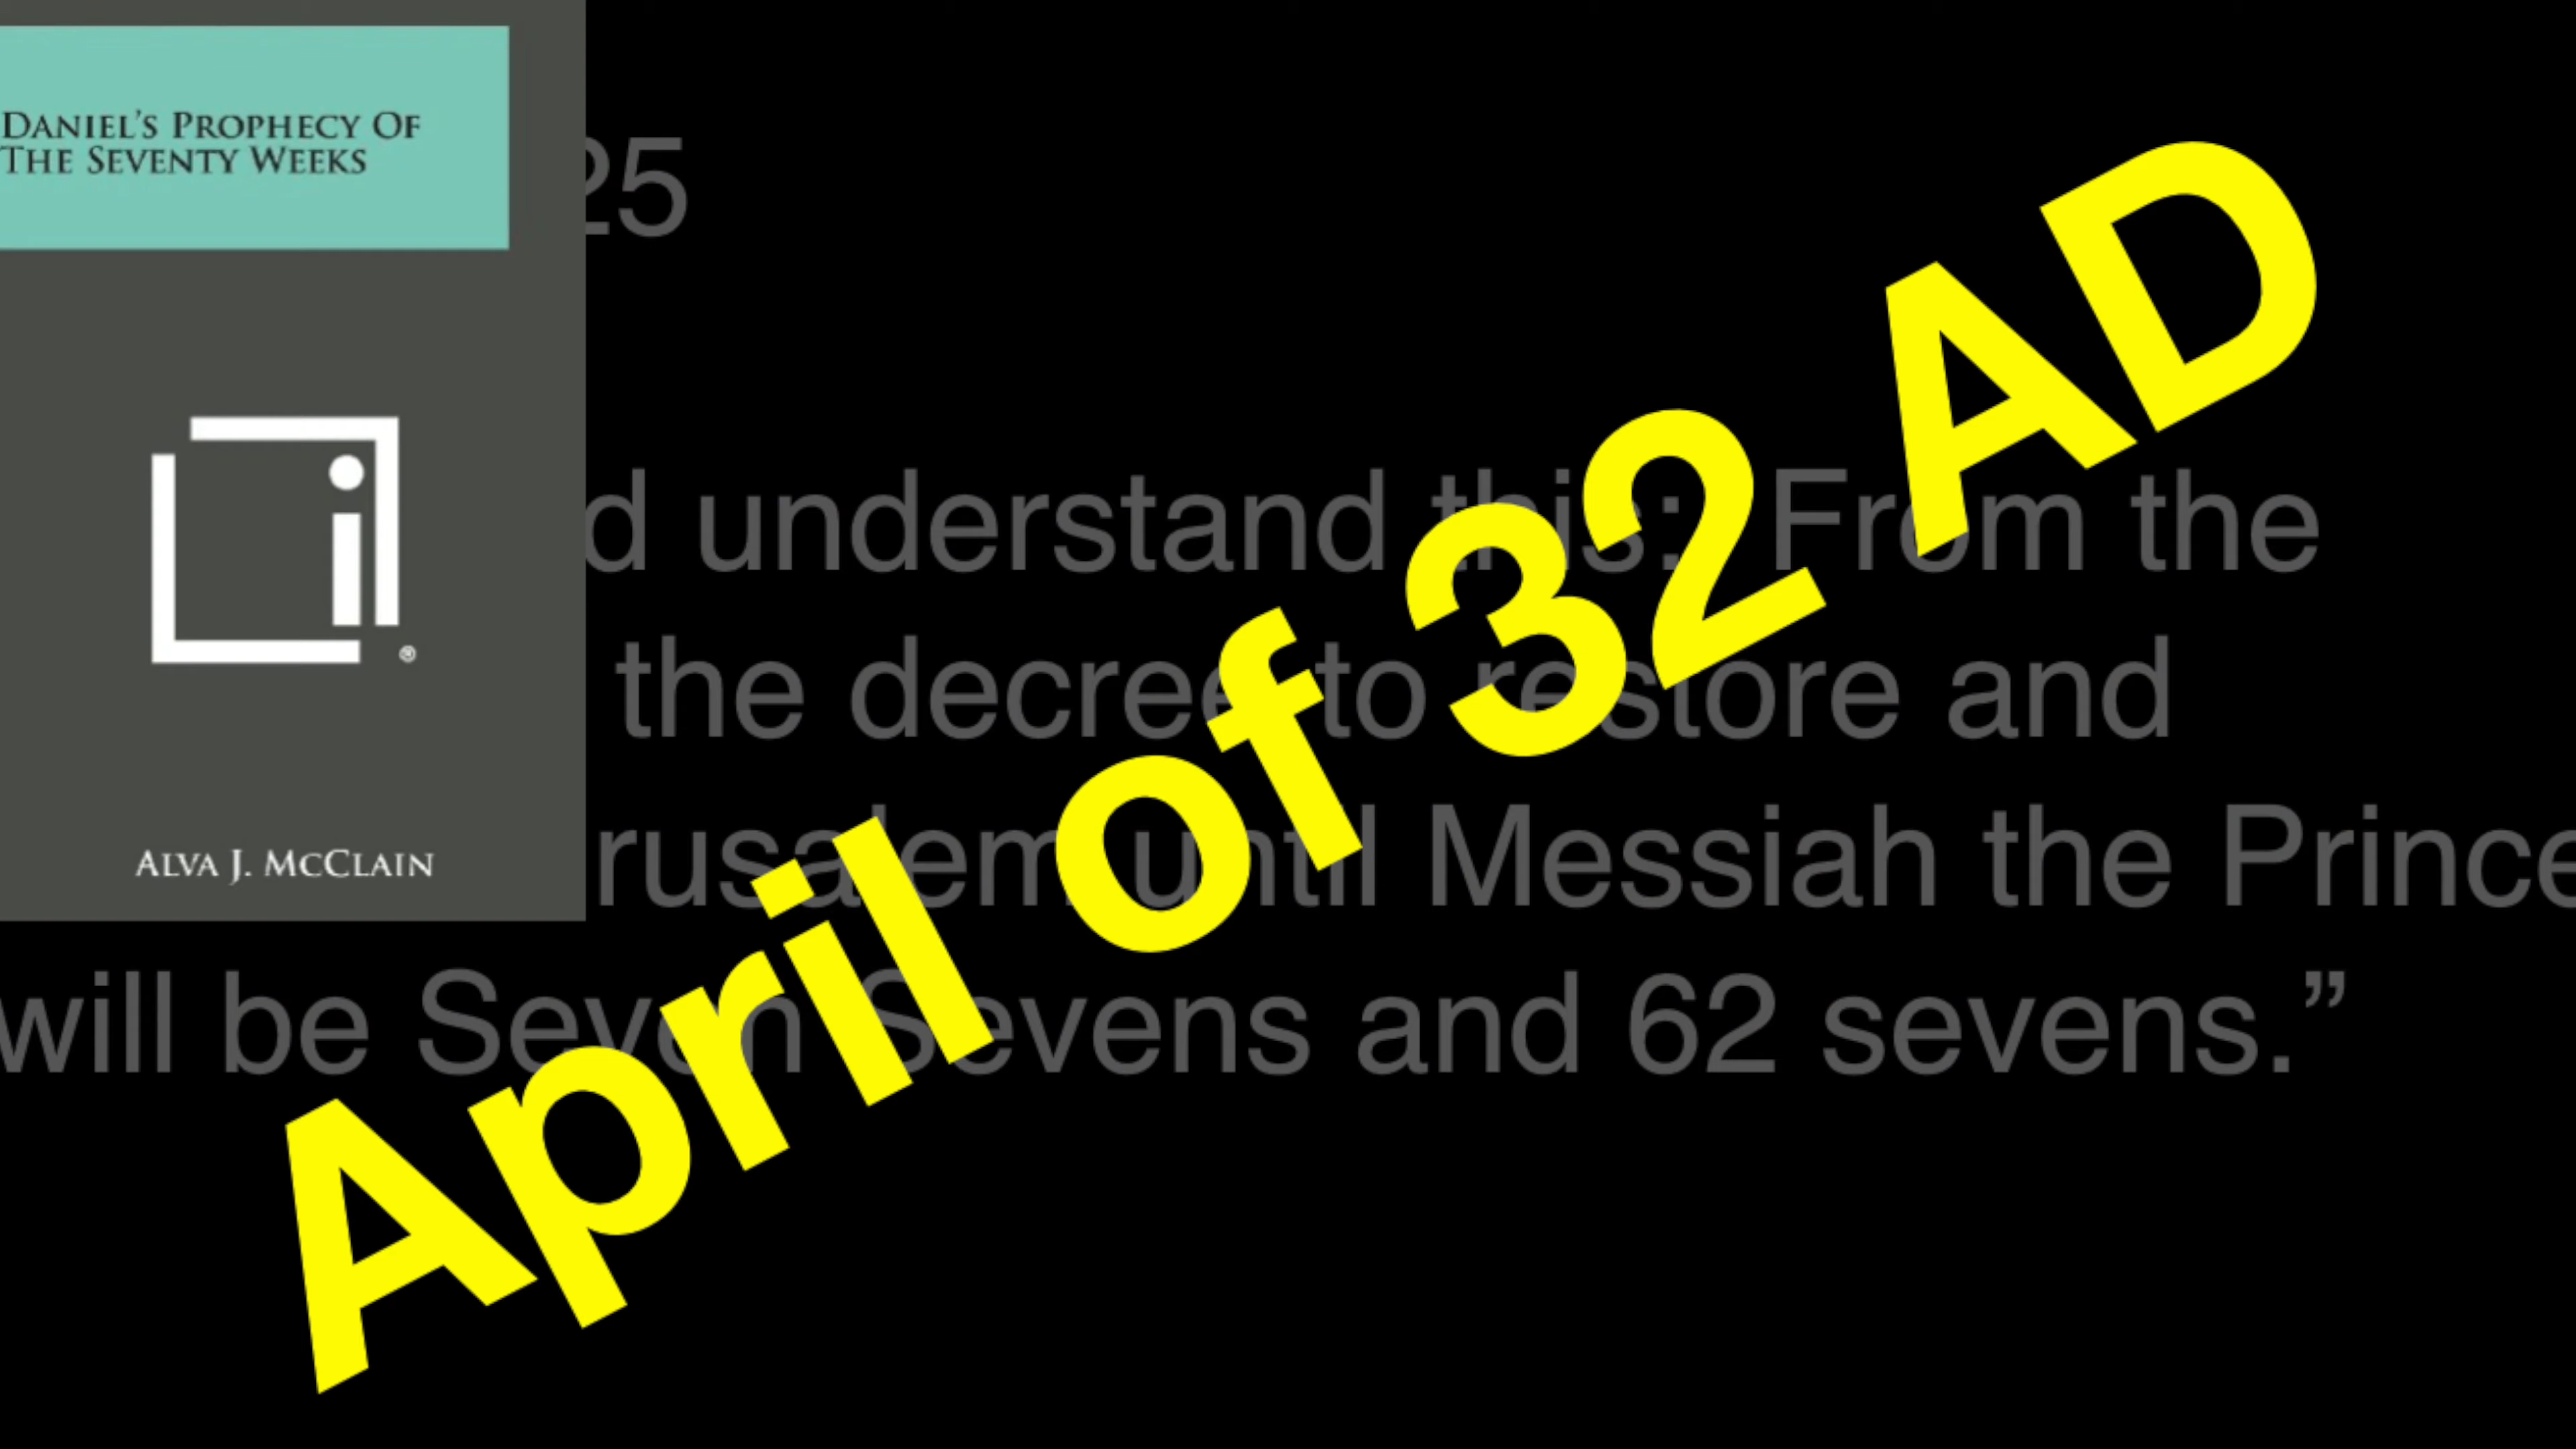 DANIEL'S PROPHECY OF
THE SEVENTY WEEKS
ALVA J. MCCLAIN
25
understand this: From the
the decree to restore and
until Messiah the Prince
will be Seven Sevens and 62 sevens.”
April of 32 AD